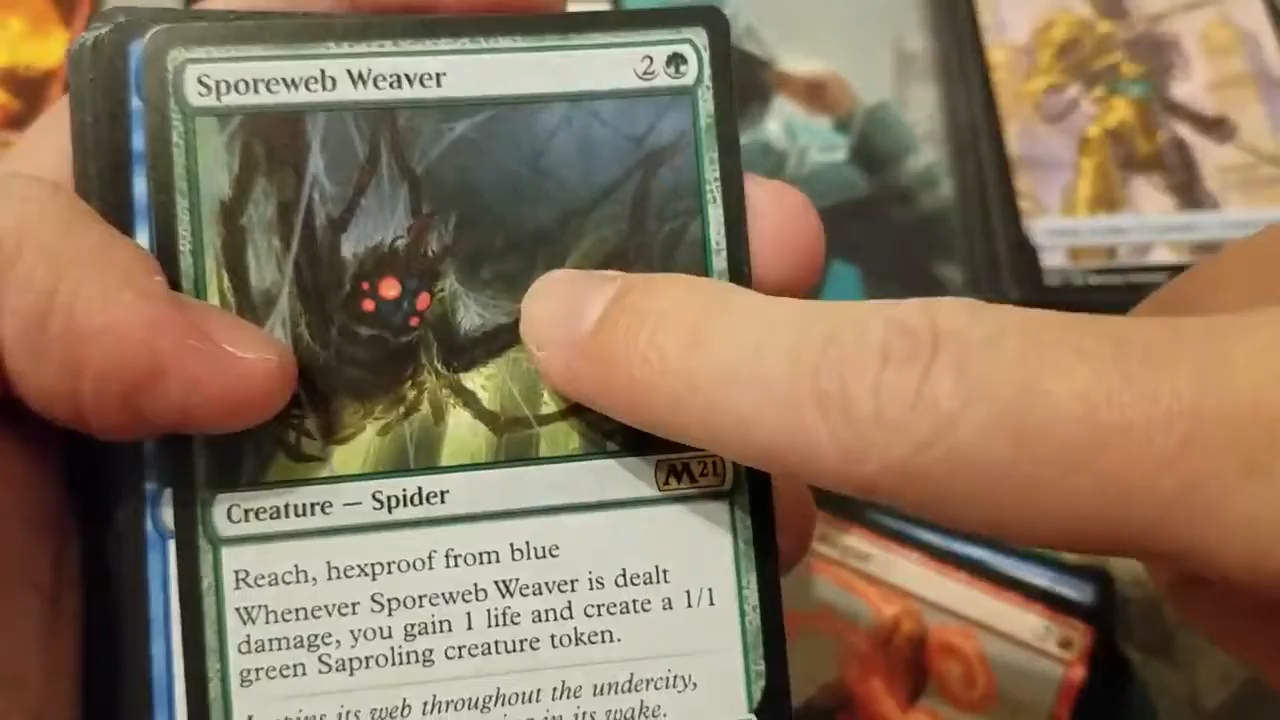 Sporeweb Weaver 2
Creature — Spider M21
Reach, hexproof from blue
Whenever Sporeweb Weaver is dealt
damage, you gain 1 life and create a 1/1
green Saproling creature token.
its web throughout the undercity,
in its wake.